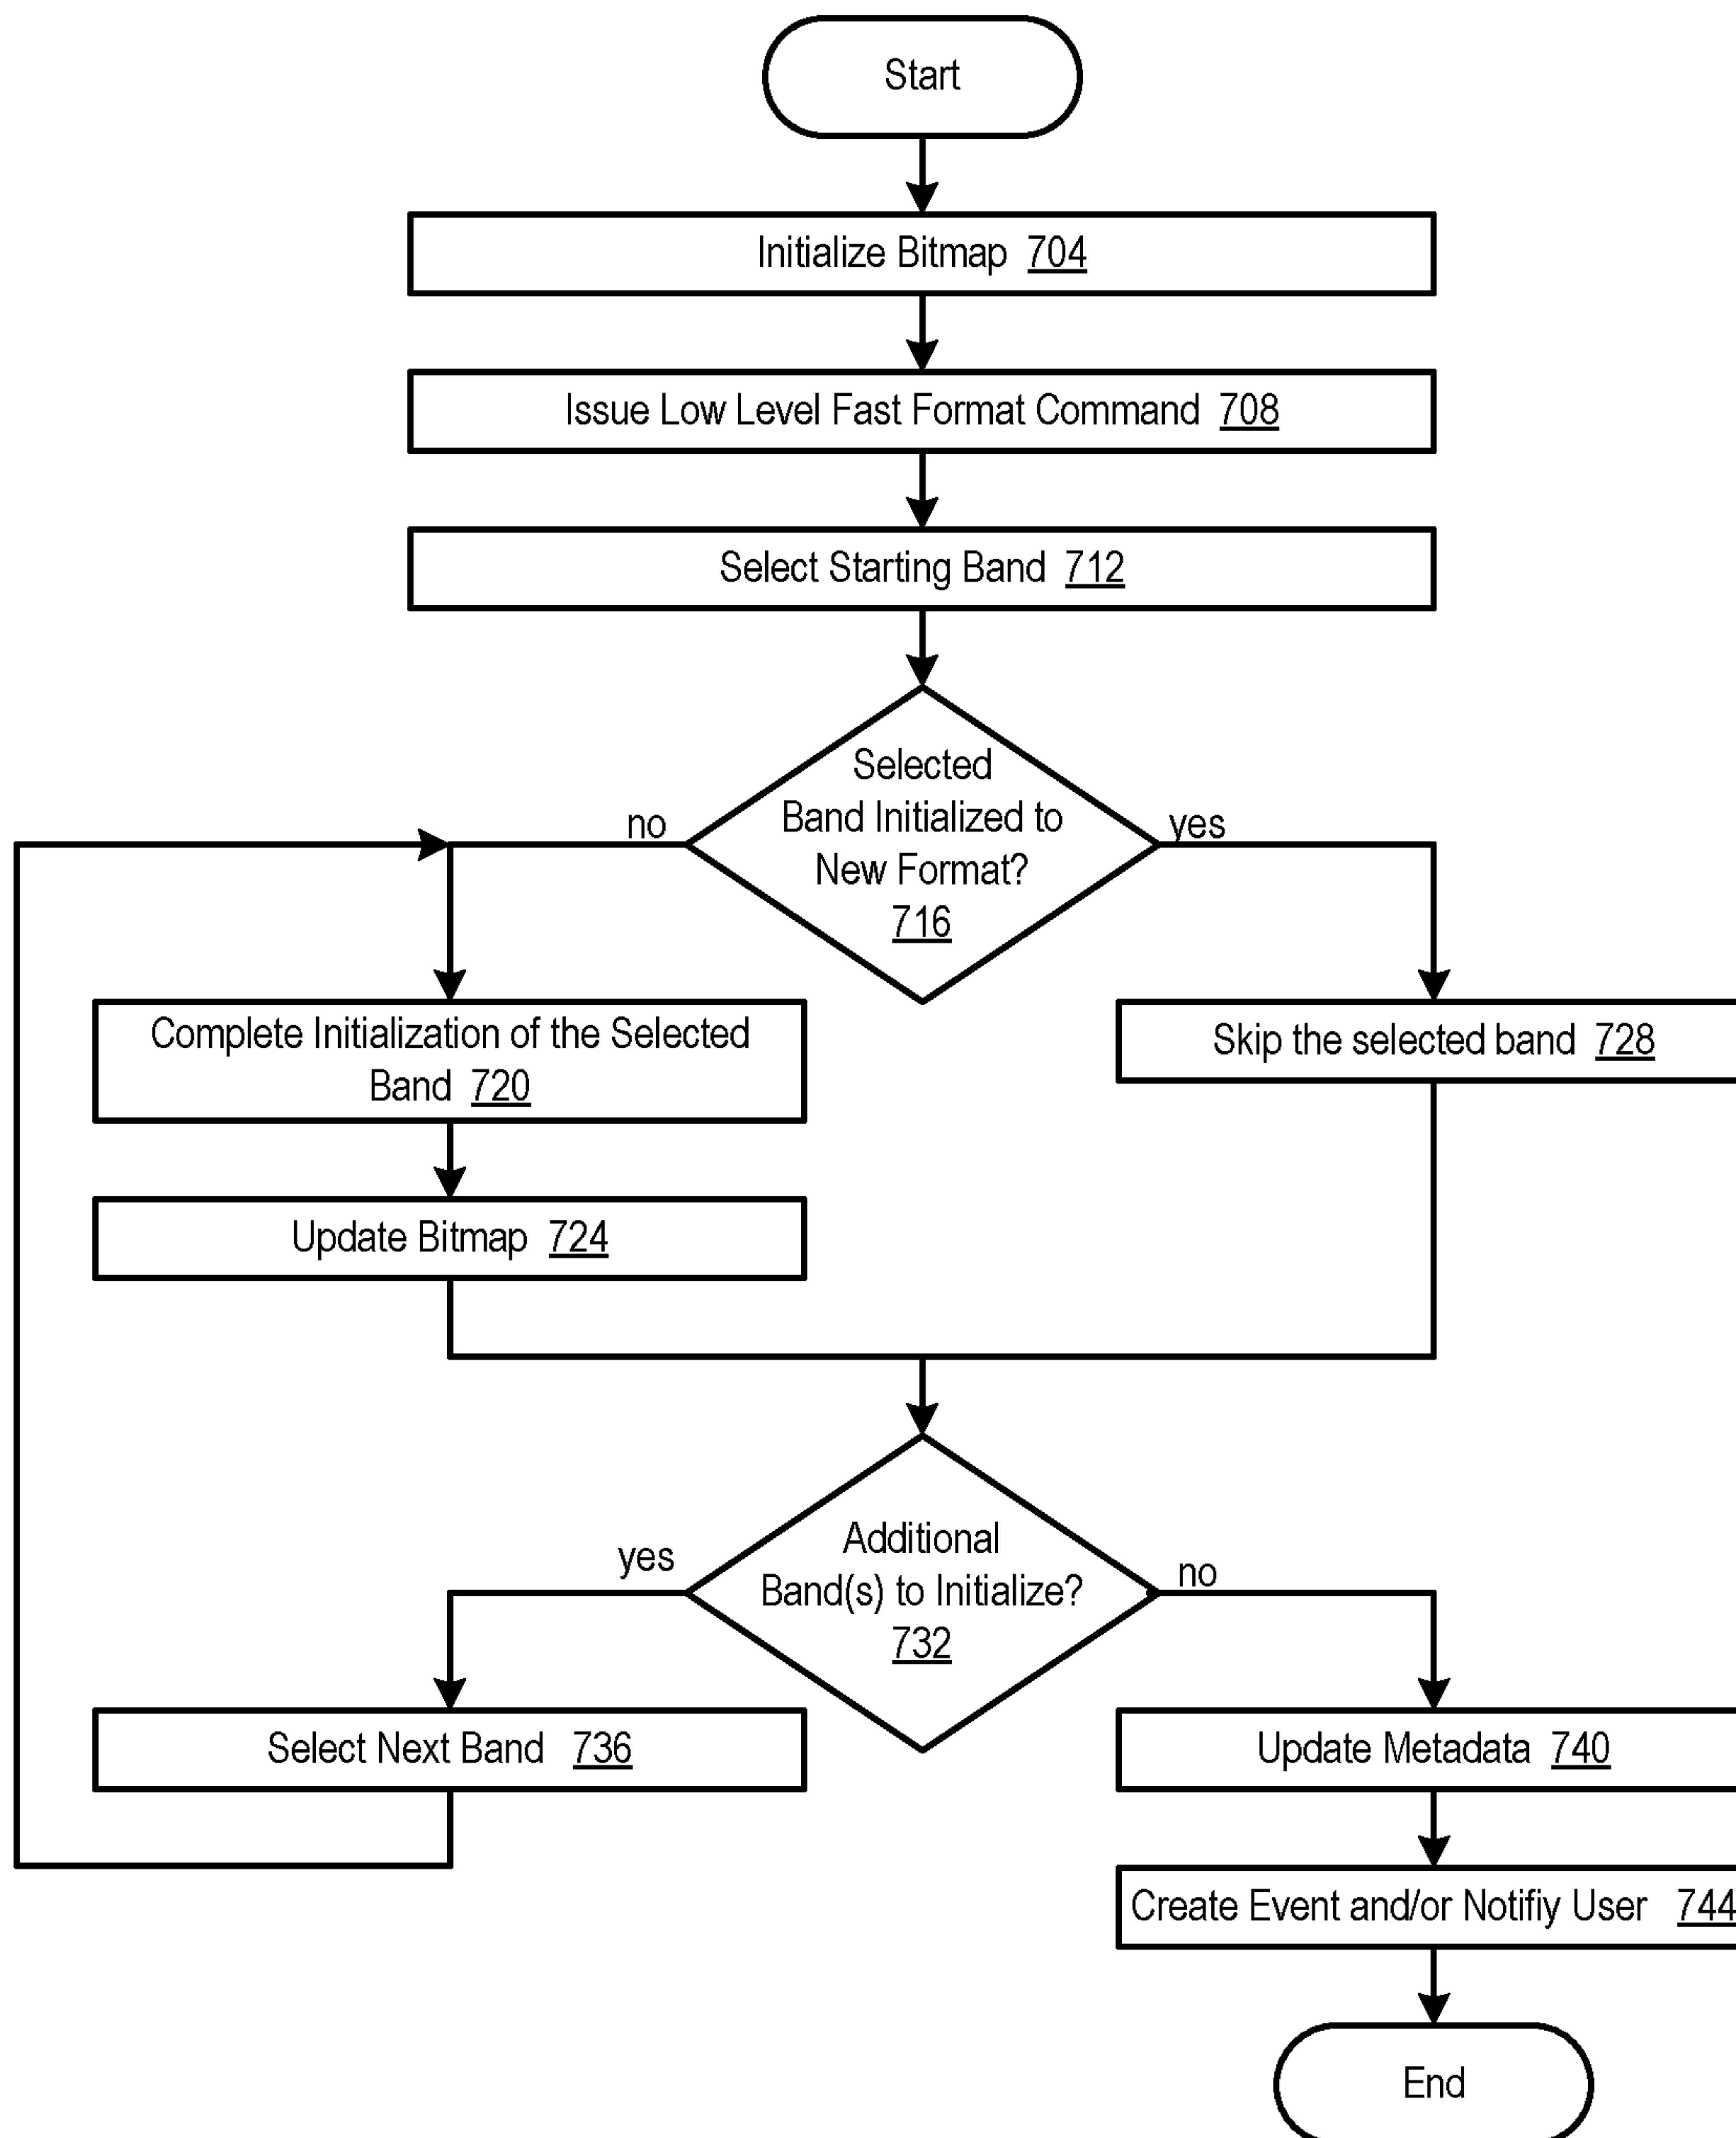 Start
Initialize Bitmap 704
Issue Low Level Fast Format Command 708
Select Starting Band 712
Selected
Band Initialized to
New Format?
716
no
yes
Complete Initialization of the Selected
Band 720
Skip the selected band 728
Update Bitmap 724
Additional
Band(s) to Initialize?
732
yes
no
Select Next Band 736
Update Metadata 740
Create Event and/or Notifiy User 744
End